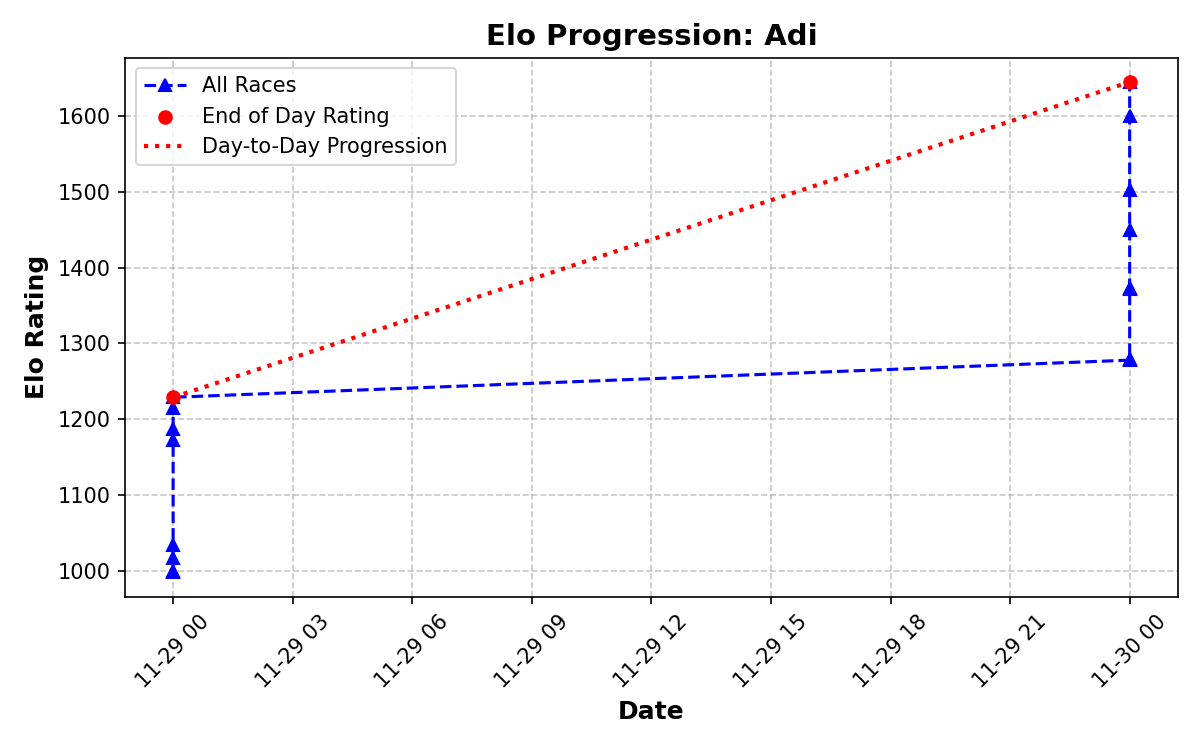 Elo Progression: Adi
All Races
End of Day Rating
Day-to-Day Progression
Elo Rating
1600
1500
1400
1300
1200
1100
1000
11-29 00
11-29 03
11-29 06
11-29 09
11-29 12
11-29 15
11-29 18
11-29 21
11-30 00
Date